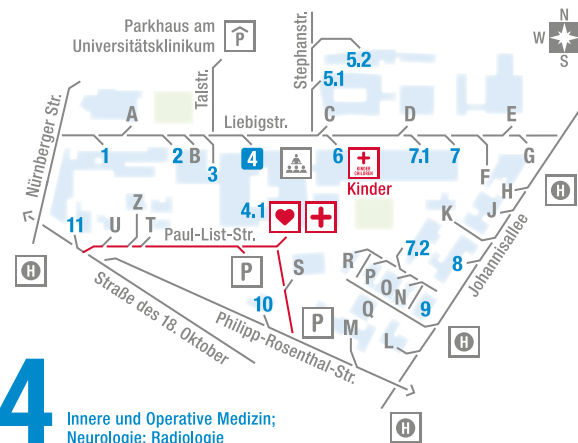 Parkhaus am
Universitätsklinikum
P
N
W
S
Stephanstr.
5.2
5.1
Talstr.
Nürnberger Str.
A
Liebigstr.
C
D
E
1
2
B
3
4
6
KINDER
CHILDREN
Kinder
7.1
7
F
G
H
H
J
K
4.1
Z
11
U
T
Paul-List-Str.
7.2
8
Johannisallee
H
P
S
R
P
O
N
9
Straße des 18. Oktober
10
Philipp-Rosenthal-Str.
P
Q
M
L
H
H
4
Innere und Operative Medizin;
Neurologie; Radiologie